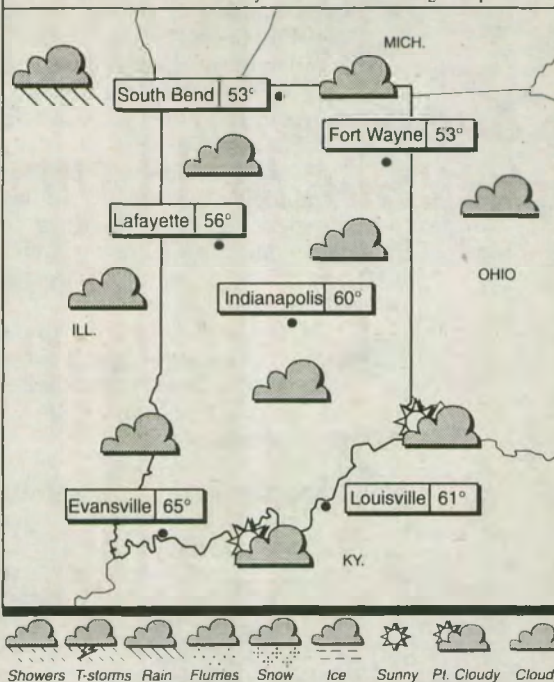 MICH.
South Bend 53°
Fort Wayne 53°
Lafayette 56°
OHIO
Indianapolis 60°
ILL.
Evansville 65°
Louisville 61°
KY.
Showers T-storms Rain Flurries Snow Ice Sunny Pt. Cloudy